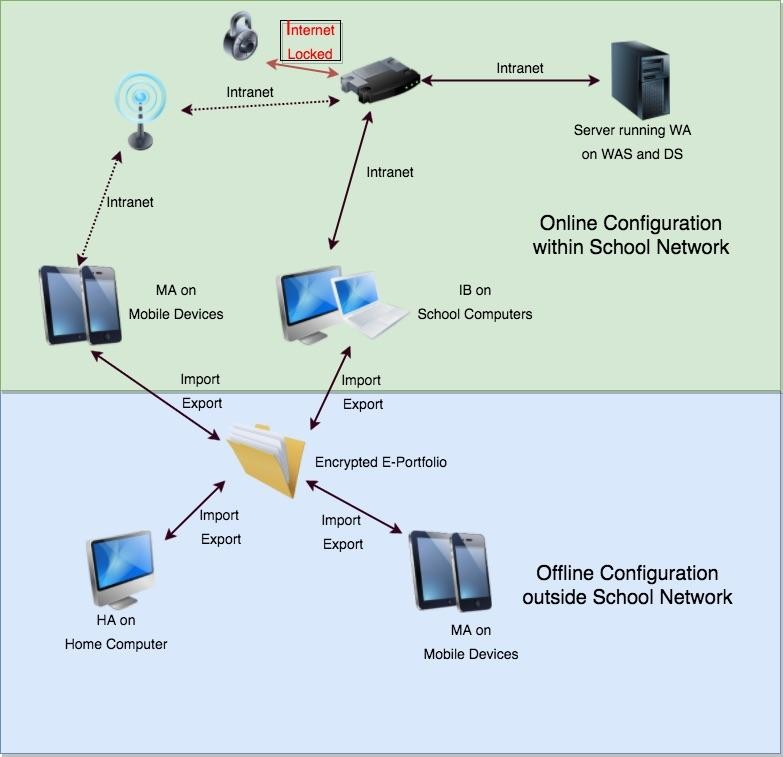 Internet
Locked
Intranet
Intranet
Server running WA
on WAS and DS
Intranet
Intranet
Online Configuration
within School Network
MA on
Mobile Devices
IB on
School Computers
Import
Export
Import
Export
Encrypted E-Portfolio
Import
Export
Import
Export
Offline Configuration
outside School Network
HA on
Home Computer
MA on
Mobile Devices